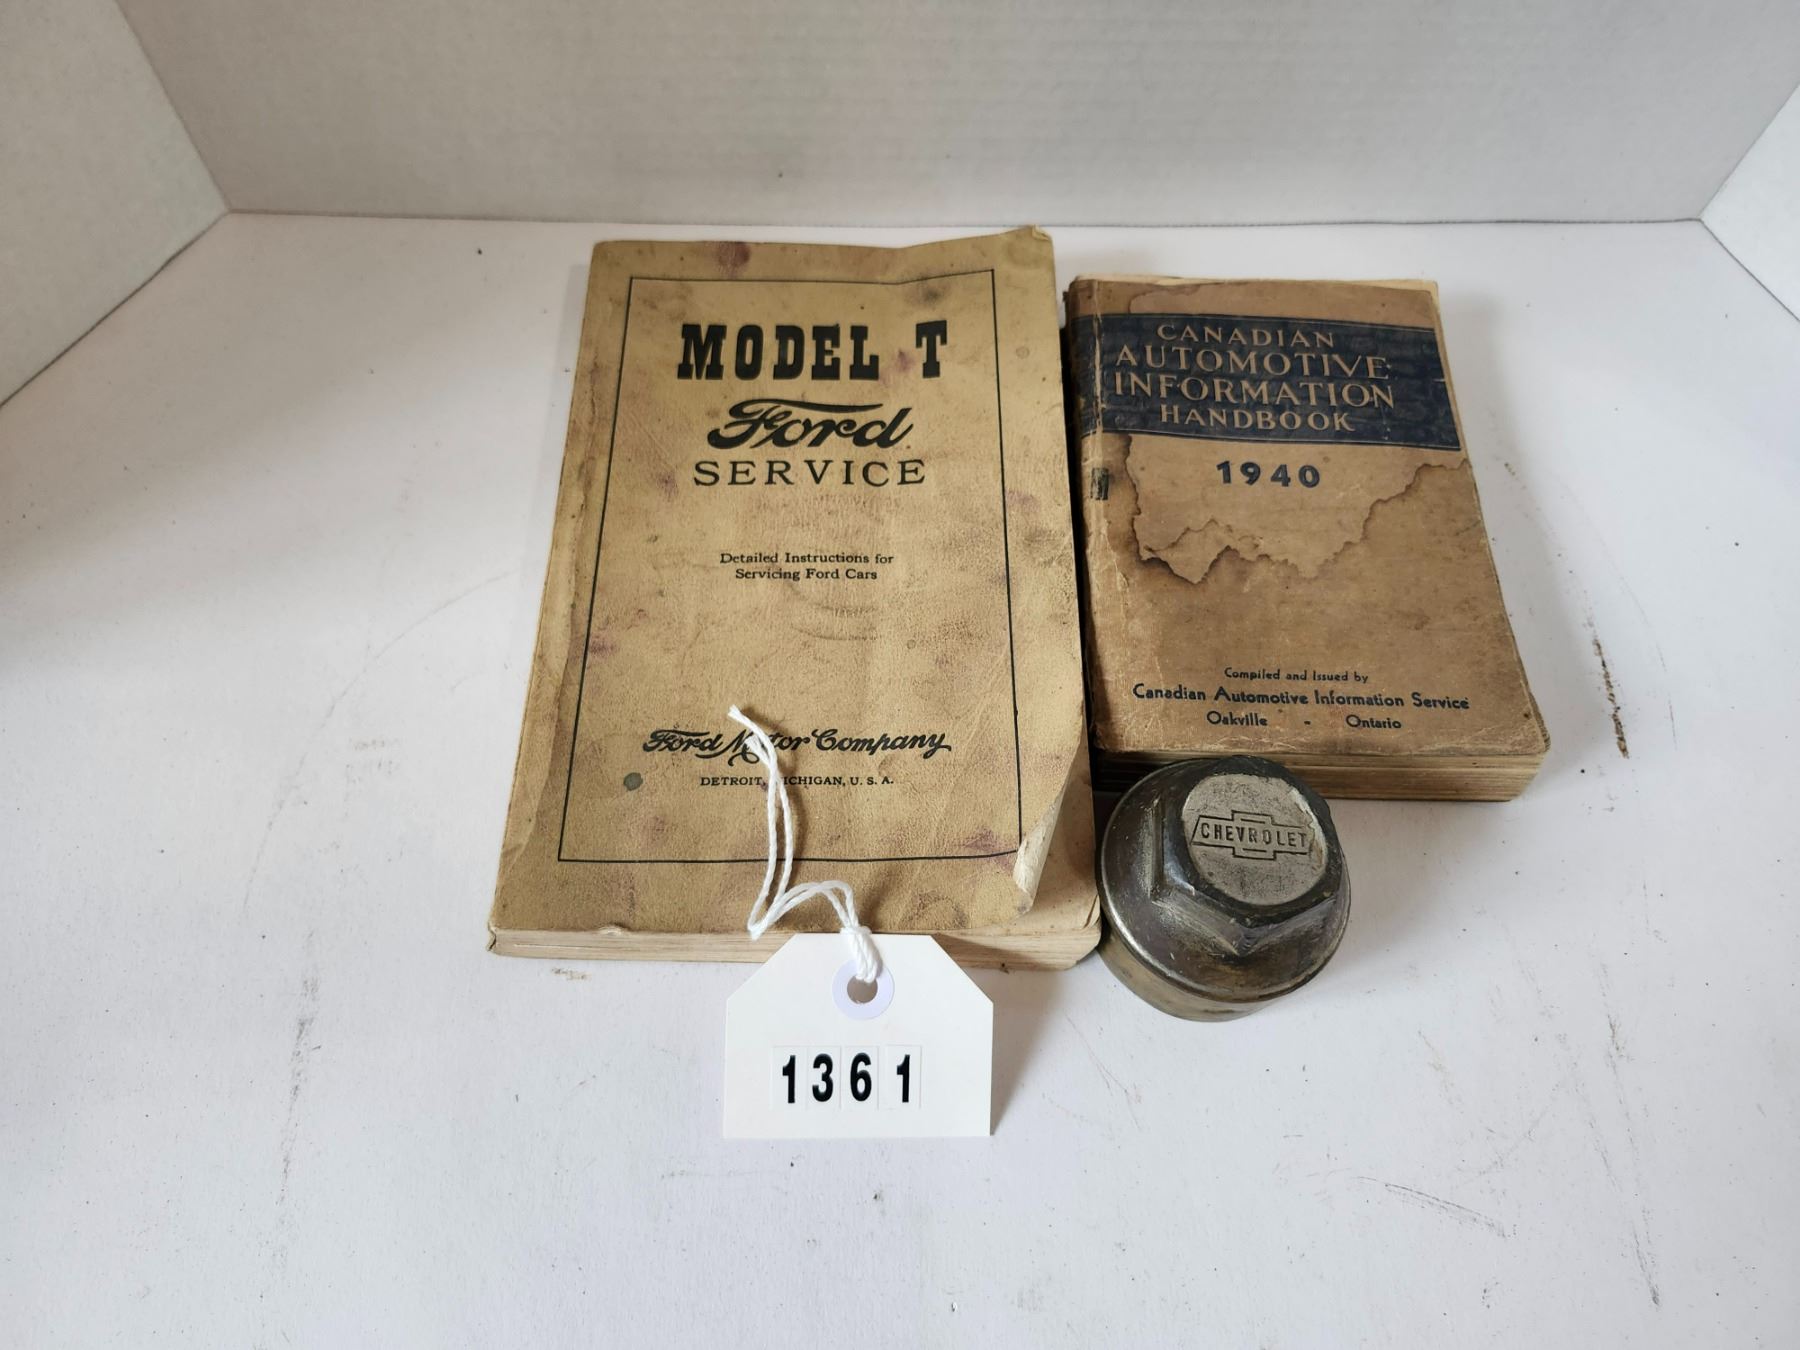 MODEL T
Ford
SERVICE
Detailed Instructions for
Servicing Ford Cars
Ford Motor Company
DETROIT, MICHIGAN, U. S. A.
CANADIAN
AUTOMOTIVE
INFORMATION
HANDBOOK
1940
Compiled and Issued by
Canadian Automotive Information Service
Oakville - Ontario
CHEVROLET
1361